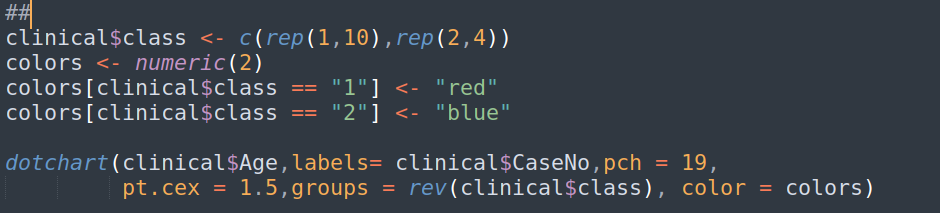 ##
clinical$class <- c(rep(1,10),rep(2,4))
colors <- numeric(2)
colors[clinical$class == "1"] <- "red"
colors[clinical$class == "2"] <- "blue"
dotchart(clinical$Age,labels= clinical$CaseNo,pch = 19,
pt.cex = 1.5,groups = rev(clinical$class), color = colors)